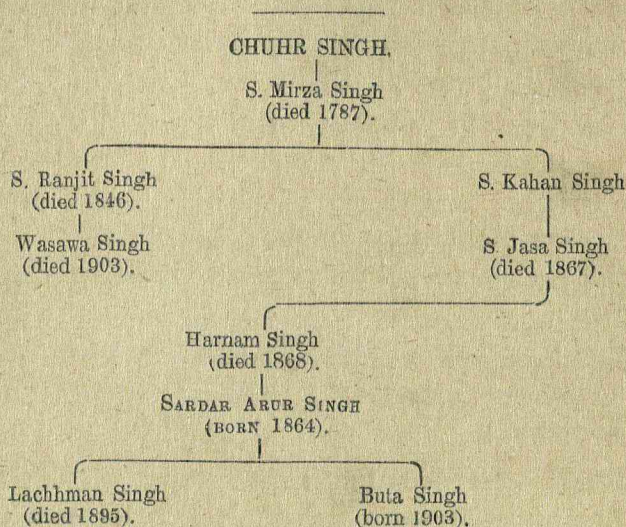 CHUHR SINGH.
S. Mirza Singh
(died 1787).
S. Ranjit Singh
(died 1846).
S. Kahan Singh
Wasawa Singh
(died 1903).
S. Jasa Singh
(died 1867).
Harnam Singh
(died 1868).
SARDAR ARUR SINGH
(BORN 1864).
Lachhman Singh
(died 1895).
Buta Singh
(born 1903).